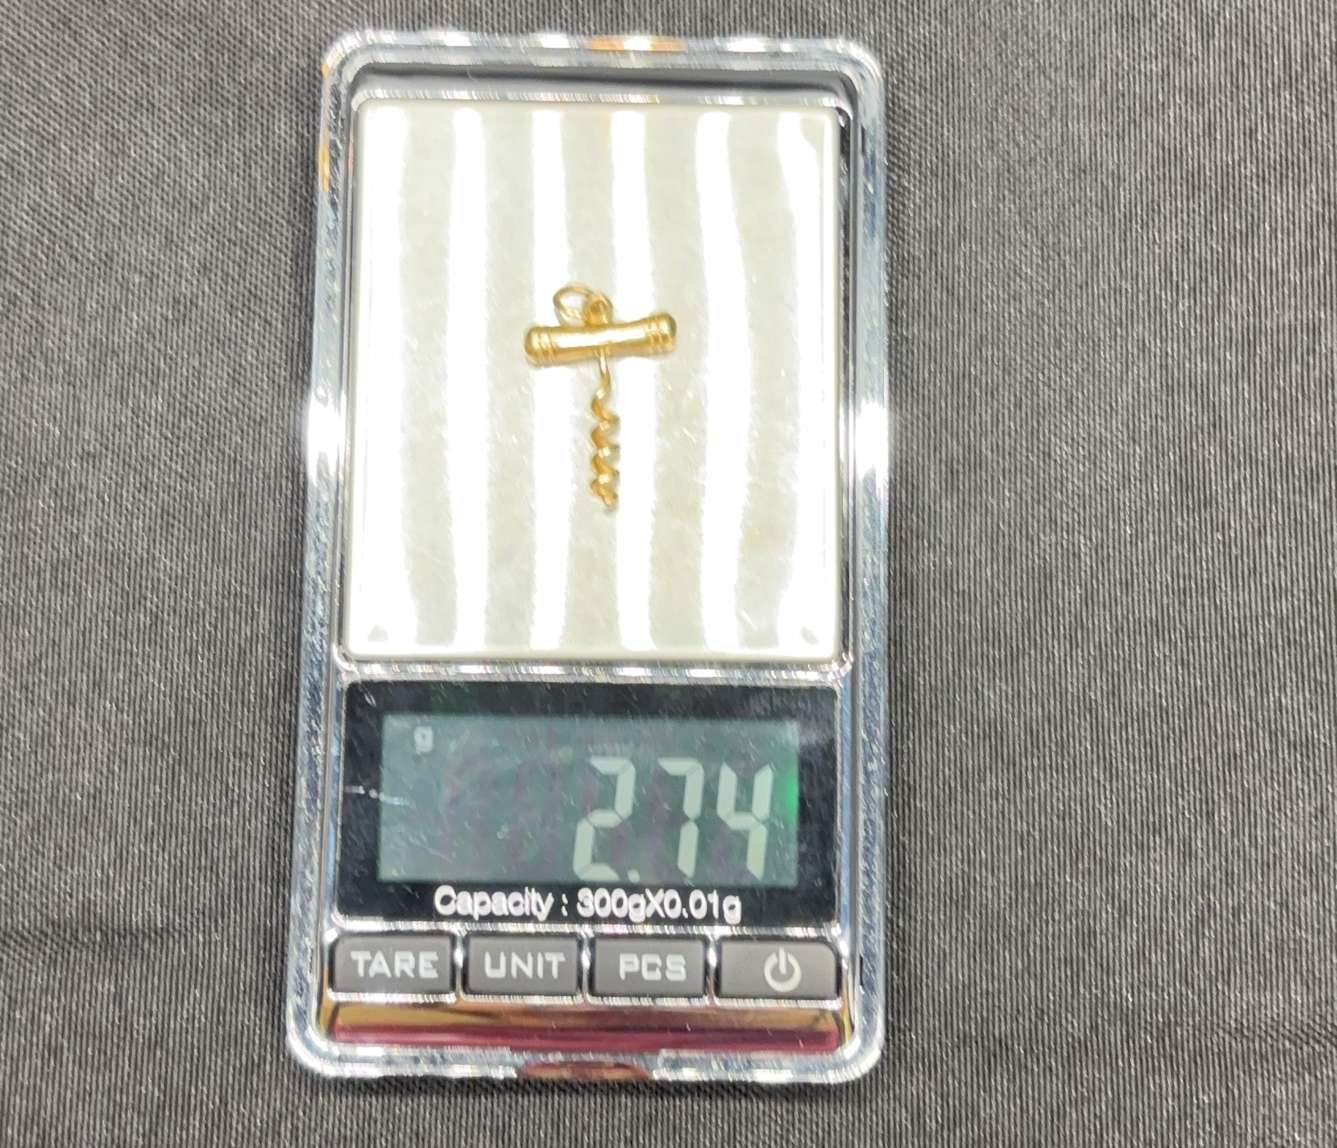 g
2.74
Capacity : 300gX0.01g
TARE UNIT PCS